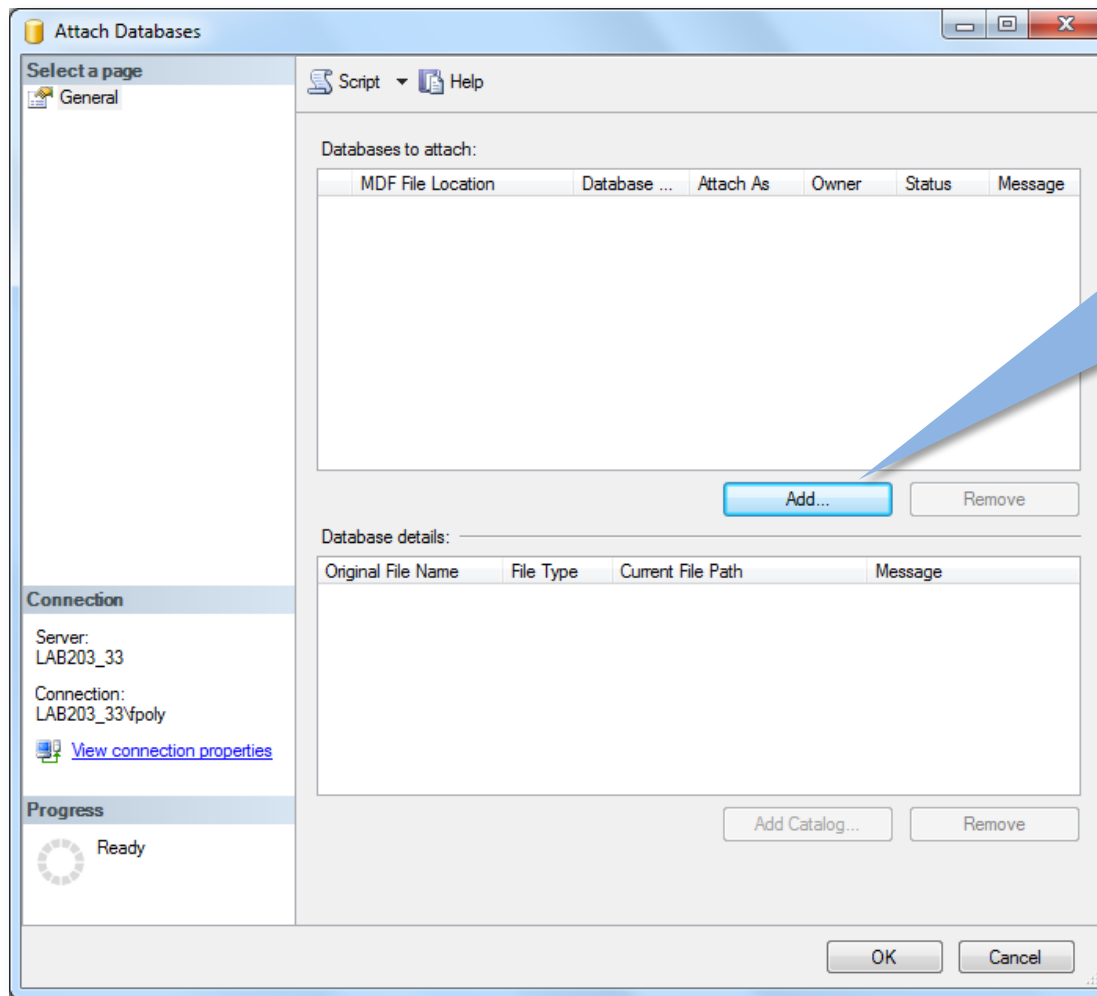 Attach Databases
Select a page
General
Script Help
Databases to attach:
MDF File Location Database ... Attach As Owner Status Message
Add... Remove
Database details:
Original File Name File Type Current File Path Message
Connection
Server:
LAB203_33
Connection:
LAB203_33\fpoly
View connection properties
Progress
Ready
Add Catalog... Remove
OK Cancel